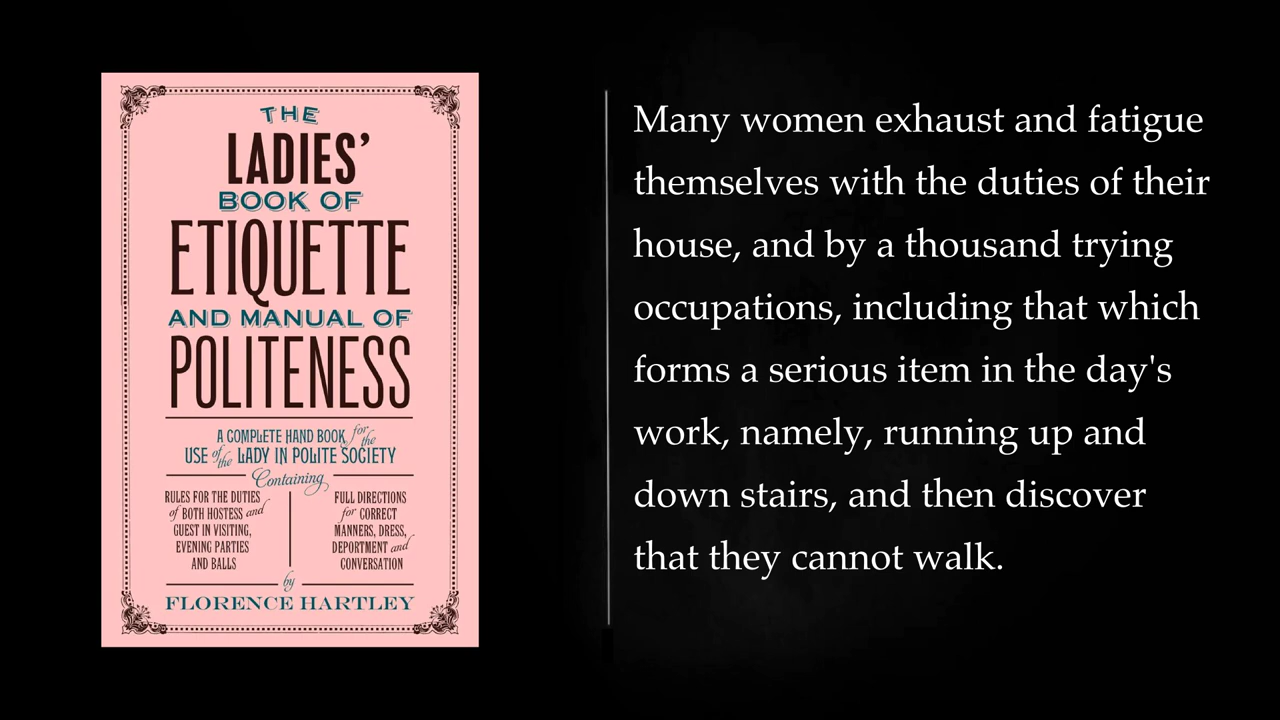 THE
LADIES'
BOOK OF
ETIQUETTE
AND MANUAL OF
POLITENESS
A COMPLETE HAND BOOK for the
USE of the LADY IN POLITE SOCIETY
Containing
RULES FOR THE DUTIES
of BOTH HOSTESS and
GUEST IN VISITING,
EVENING PARTIES
AND BALLS
FULL DIRECTIONS
for CORRECT
MANNERS, DRESS,
DEPORTMENT and
CONVERSATION
by
FLORENCE HARTLEY
Many women exhaust and fatigue
themselves with the duties of their
house, and by a thousand trying
occupations, including that which
forms a serious item in the day's
work, namely, running up and
down stairs, and then discover
that they cannot walk.